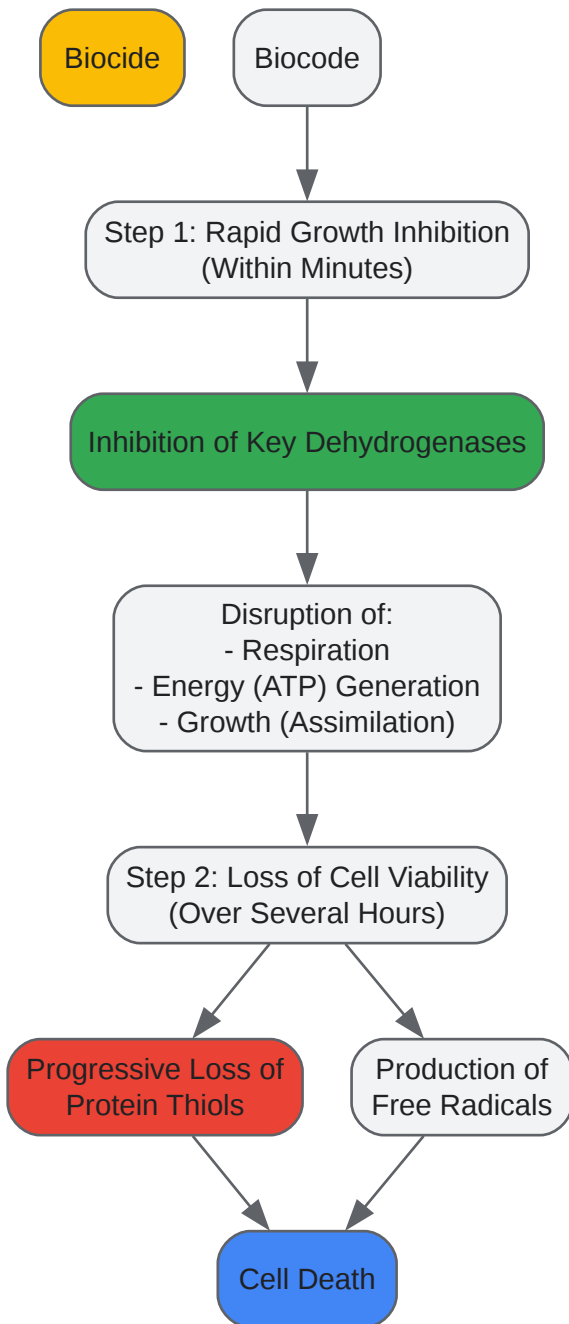 Biocide
Biocode
Step 1: Rapid Growth Inhibition
(Within Minutes)
Inhibition of Key Dehydrogenases
Disruption of:
- Respiration
- Energy (ATP) Generation
- Growth (Assimilation)
Step 2: Loss of Cell Viability
(Over Several Hours)
Progressive Loss of
Protein Thiols
Production of
Free Radicals
Cell Death